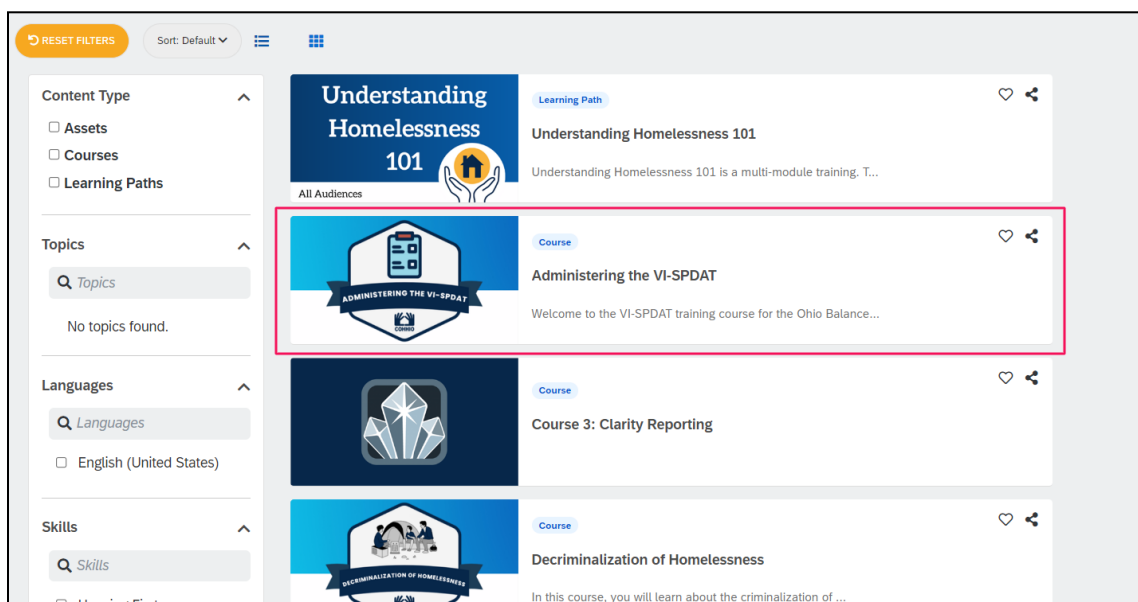 RESET FILTERS
Sort: Default
Content Type
Assets
Courses
Learning Paths
Topics
Topics
No topics found.
Languages
Languages
English (United States)
Skills
Skills
Understanding
Homelessness
101
All Audiences
Learning Path
Understanding Homelessness 101
Understanding Homelessness 101 is a multi-module training. T...
ADMINISTERING THE VI-SPDAT
COHHIO
Course
Administering the VI-SPDAT
Welcome to the VI-SPDAT training course for the Ohio Balance...
Course
Course 3: Clarity Reporting
DECRIMINALIZATION OF HOMELESSNESS
Course
Decriminalization of Homelessness
In this course, you will learn about the criminalization of ...